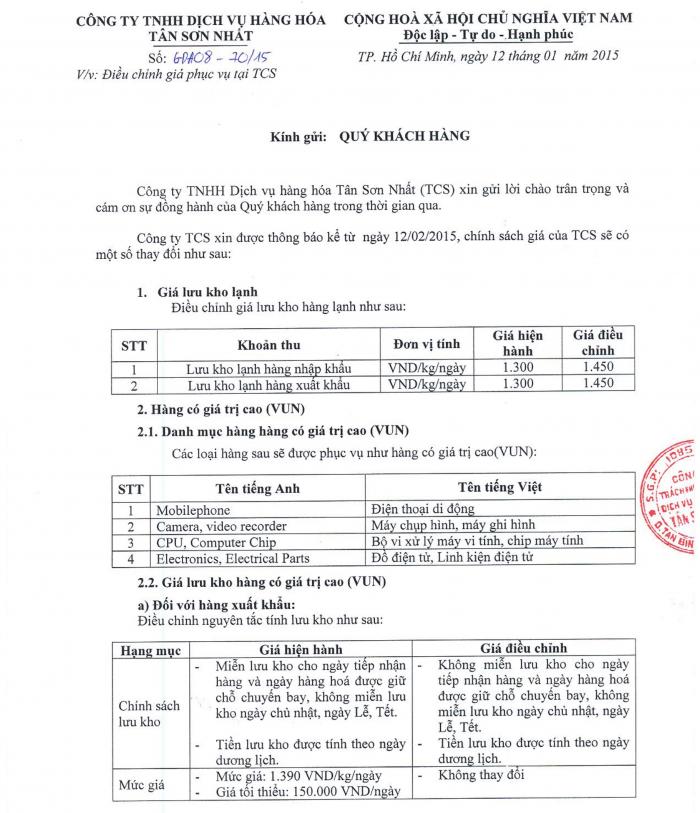 CÔNG TY TNHH DỊCH VỤ HÀNG HÓA
TÂN SƠN NHẤT
CỘNG HOÀ XÃ HỘI CHỦ NGHĨA VIỆT NAM
Độc lập - Tự do - Hạnh phúc
Số: GDA08 - 70/15
TP. Hồ Chí Minh, ngày 12 tháng 01 năm 2015
V/v: Điều chỉnh giá phục vụ tại TCS
Kính gửi: QUÝ KHÁCH HÀNG
Công ty TNHH Dịch vụ hàng hóa Tân Sơn Nhất (TCS) xin gửi lời chào trân trọng và
cám ơn sự đồng hành của Quý khách hàng trong thời gian qua.
Công ty TCS xin được thông báo kể từ ngày 12/02/2015, chính sách giá của TCS sẽ có
một số thay đổi như sau:
1. Giá lưu kho lạnh
Điều chỉnh giá lưu kho hàng lạnh như sau:
STT Khoản thu Đơn vị tính Giá hiện hành Giá điều chỉnh
1 Lưu kho lạnh hàng nhập khẩu VND/kg/ngày 1.300 1.450
2 Lưu kho lạnh hàng xuất khẩu VND/kg/ngày 1.300 1.450
2. Hàng có giá trị cao (VUN)
2.1. Danh mục hàng hàng có giá trị cao (VUN)
Các loại hàng sau sẽ được phục vụ như hàng có giá trị cao(VUN):
STT Tên tiếng Anh Tên tiếng Việt
1 Mobilephone Điện thoại di động
2 Camera, video recorder Máy chụp hình, máy ghi hình
3 CPU, Computer Chip Bộ vi xử lý máy vi tính, chip máy tính
4 Electronics, Electrical Parts Đồ điện tử, Linh kiện điện tử
S.G.P: 1095
CÔN
TRÁCH
DỊCH VỤ
TÂN S
Q.TÂN BÌN
2.2. Giá lưu kho hàng có giá trị cao (VUN)
a) Đối với hàng xuất khẩu:
Điều chỉnh nguyên tắc tính lưu kho như sau:
Hạng mục Giá hiện hành Giá điều chỉnh
Chính sách
lưu kho
- Miễn lưu kho cho ngày tiếp nhận
hàng và ngày hàng hoá được giữ
chỗ chuyến bay, không miễn lưu
kho ngày chủ nhật, ngày Lễ, Tết.
- Tiền lưu kho được tính theo ngày
dương lịch.
- Không miễn lưu kho cho ngày
tiếp nhận hàng và ngày hàng hoá
được giữ chỗ chuyến bay, không
miễn lưu kho ngày chủ nhật, ngày
Lễ, Tết.
- Tiền lưu kho được tính theo ngày
dương lịch.
Mức giá
- Mức giá: 1.390 VND/kg/ngày
- Giá tối thiểu: 150.000 VND/ngày
- Không thay đổi